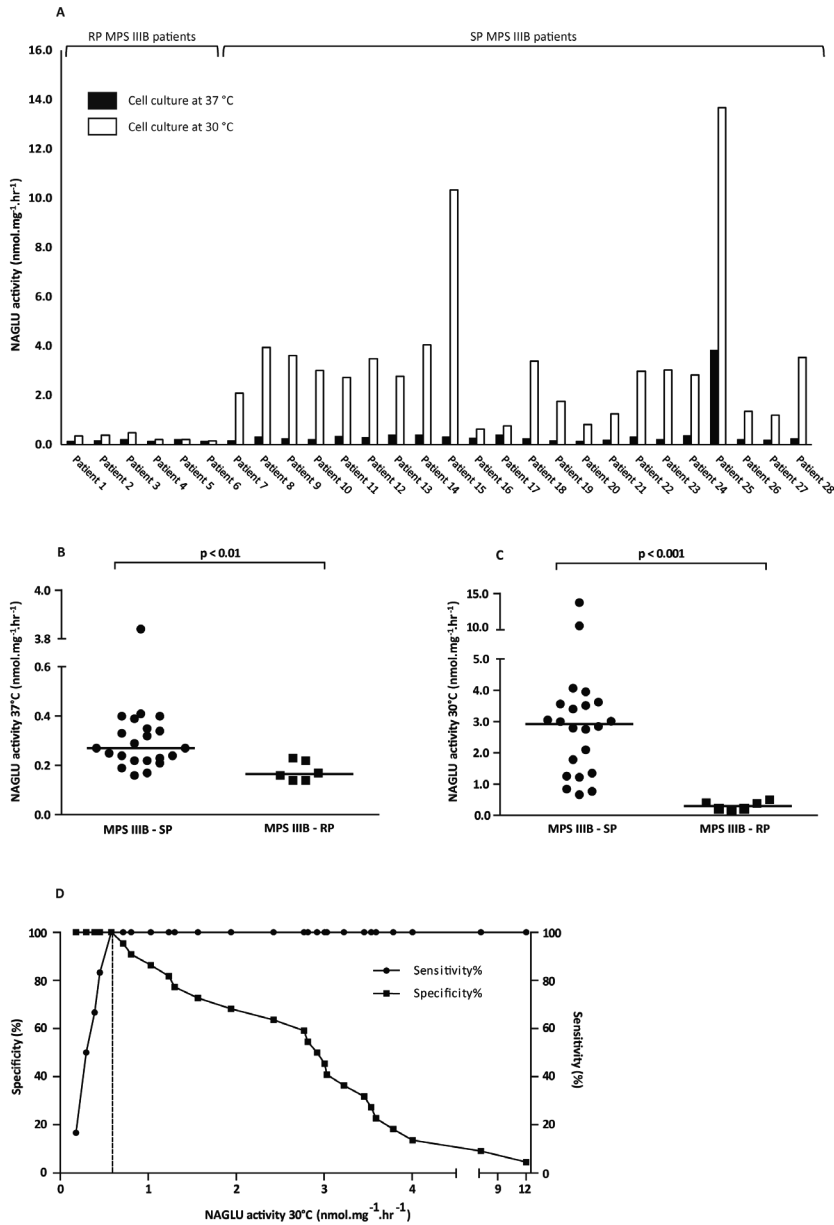 A
RP MPS IIIB patients
SP MPS IIIB patients
16.0
14.0
12.0
10.0
8.0
6.0
4.0
2.0
0.0
NAGLU activity (nmol.mg⁻¹.hr⁻¹)
Cell culture at 37 °C
Cell culture at 30 °C
Patient 1
Patient 2
Patient 3
Patient 4
Patient 5
Patient 6
Patient 7
Patient 8
Patient 9
Patient 10
Patient 11
Patient 12
Patient 13
Patient 14
Patient 15
Patient 16
Patient 17
Patient 18
Patient 19
Patient 20
Patient 21
Patient 22
Patient 23
Patient 24
Patient 25
Patient 26
Patient 27
Patient 28
B
p < 0.01
4.0
3.8
0.6
0.4
0.2
0.0
NAGLU activity 37°C (nmol.mg⁻¹.hr⁻¹)
MPS IIIB - SP
MPS IIIB - RP
C
p < 0.001
15.0
10.0
5.0
4.0
3.0
2.0
1.0
0.0
NAGLU activity 30°C (nmol.mg⁻¹.hr⁻¹)
MPS IIIB - SP
MPS IIIB - RP
D
100
80
60
40
20
0
Specificity (%)
Sensitivity%
Specificity%
100
80
60
40
20
0
Sensitivity (%)
0
1
2
3
4
9
12
NAGLU activity 30°C (nmol.mg⁻¹.hr⁻¹)